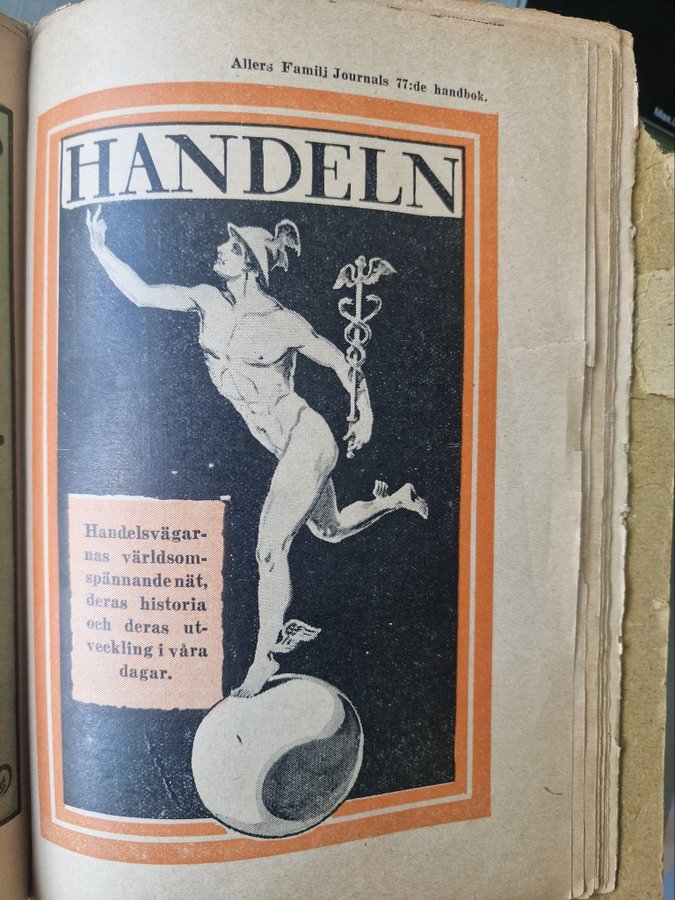 Allers Familj Journals 77:de handbok.
HANDELN
Handelsvägar-
nas världsom-
spännande nät,
deras historia
och deras ut-
veckling i våra
dagar.